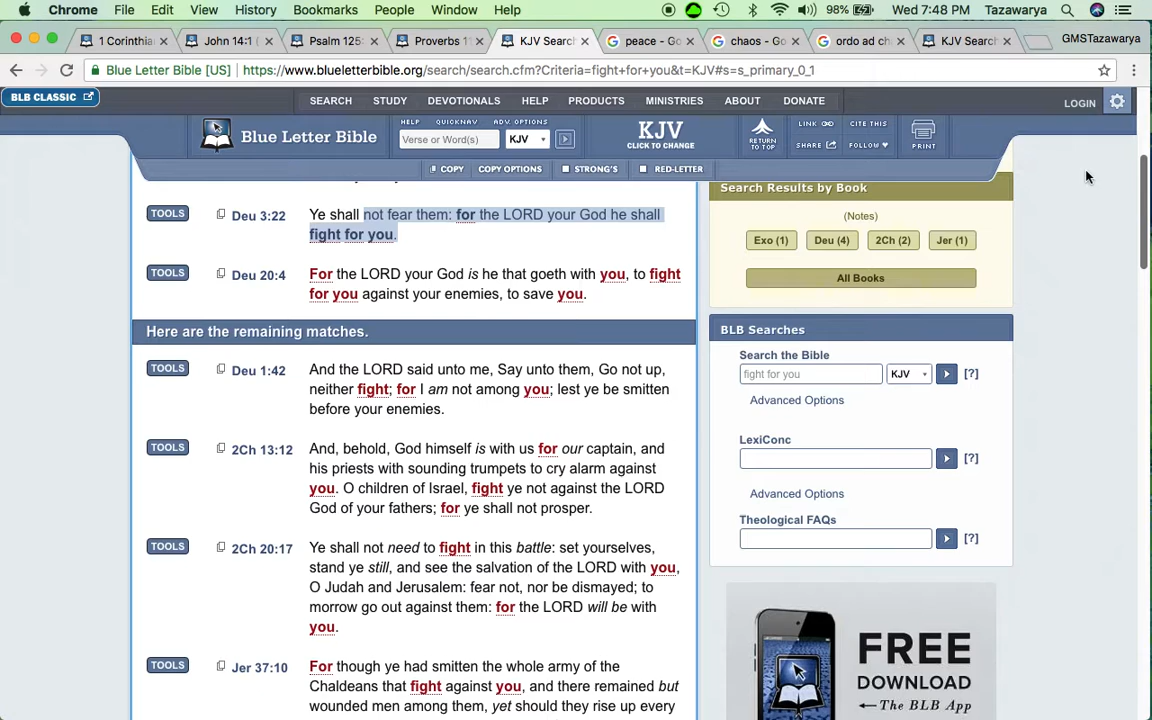 Chrome File Edit View History Bookmarks People Window Help 98% Wed 7:48 PM Tazawarya
1 Corinthian John 14:1 ( Psalm 125: Proverbs 1 KJV Searc peace - Go chaos - Go ordo ad ch KJV Searc GMSTazawarya
Blue Letter Bible [US] https://www.blueletterbible.org/search/search.cfm?Criteria=fight+for+you&t=KJV#s=s_primary_0_1
BLB CLASSIC
SEARCH STUDY DEVOTIONALS HELP PRODUCTS MINISTRIES ABOUT DONATE LOGIN
HELP QUICKNAV ADV. OPTIONS
Blue Letter Bible Verse or Word(s) KJV
KJV
CLICK TO CHANGE
RETURN TO TOP
LINK CITE THIS
SHARE FOLLOW
PRINT
COPY COPY OPTIONS STRONG'S RED-LETTER
TOOLS Deu 3:22 Ye shall not fear them: for the LORD your God he shall
fight for you.
TOOLS Deu 20:4 For the LORD your God is he that goeth with you, to fight
for you against your enemies, to save you.
Here are the remaining matches.
TOOLS Deu 1:42 And the LORD said unto me, Say unto them, Go not up,
neither fight; for I am not among you; lest ye be smitten
before your enemies.
TOOLS 2Ch 13:12 And, behold, God himself is with us for our captain, and
his priests with sounding trumpets to cry alarm against
you. O children of Israel, fight ye not against the LORD
God of your fathers; for ye shall not prosper.
TOOLS 2Ch 20:17 Ye shall not need to fight in this battle: set yourselves,
stand ye still, and see the salvation of the LORD with you,
O Judah and Jerusalem: fear not, nor be dismayed; to
morrow go out against them: for the LORD will be with
you.
TOOLS Jer 37:10 For though ye had smitten the whole army of the
Chaldeans that fight against you, and there remained but
wounded men among them, yet should they rise up every
Search Results by Book
(Notes)
Exo (1) Deu (4) 2Ch (2) Jer (1)
All Books
BLB Searches
Search the Bible
fight for you KJV [?]
Advanced Options
LexiConc
[?]
Advanced Options
Theological FAQs
[?]
FREE
DOWNLOAD
The BLB App